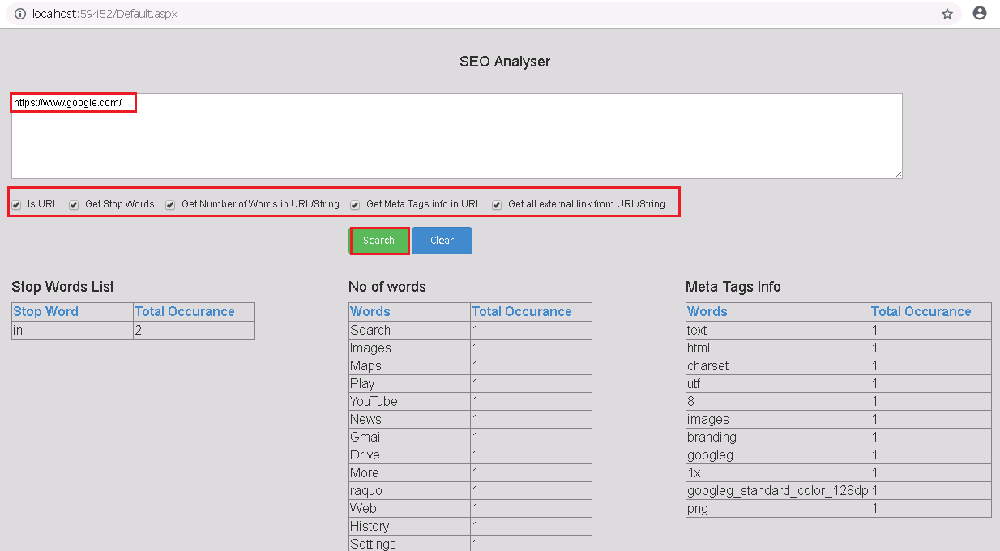 localhost:59452/Default.aspx
SEO Analyser
https://www.google.com/
Is URL Get Stop Words Get Number of Words in URL/String Get Meta Tags info in URL Get all external link from URL/String
Search Clear
Stop Words List
Stop Word Total Occurance
in 2
No of words
Words Total Occurance
Search 1
Images 1
Maps 1
Play 1
YouTube 1
News 1
Gmail 1
Drive 1
More 1
raquo 1
Web 1
History 1
Settings 1
Meta Tags Info
Words Total Occurance
text 1
html 1
charset 1
utf 1
8 1
images 1
branding 1
googleg 1
1x 1
googleg_standard_color_128dp 1
png 1